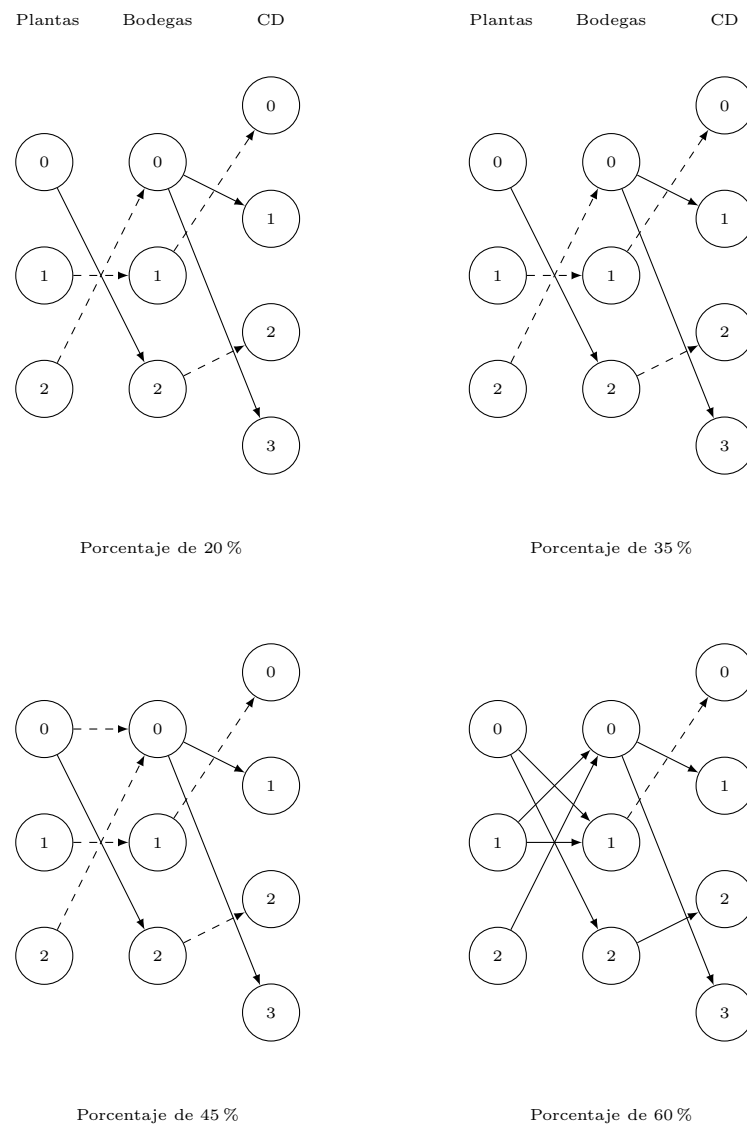 Plantas Bodegas CD Plantas Bodegas CD
0 0
0 0 0 0
1 1
1 1 1 1
2 2
2 2 2 2
3 3
Porcentaje de 20 % Porcentaje de 35 %
0 0
0 0 0 0
1 1
1 1 1 1
2 2
2 2 2 2
3 3
Porcentaje de 45 % Porcentaje de 60 %